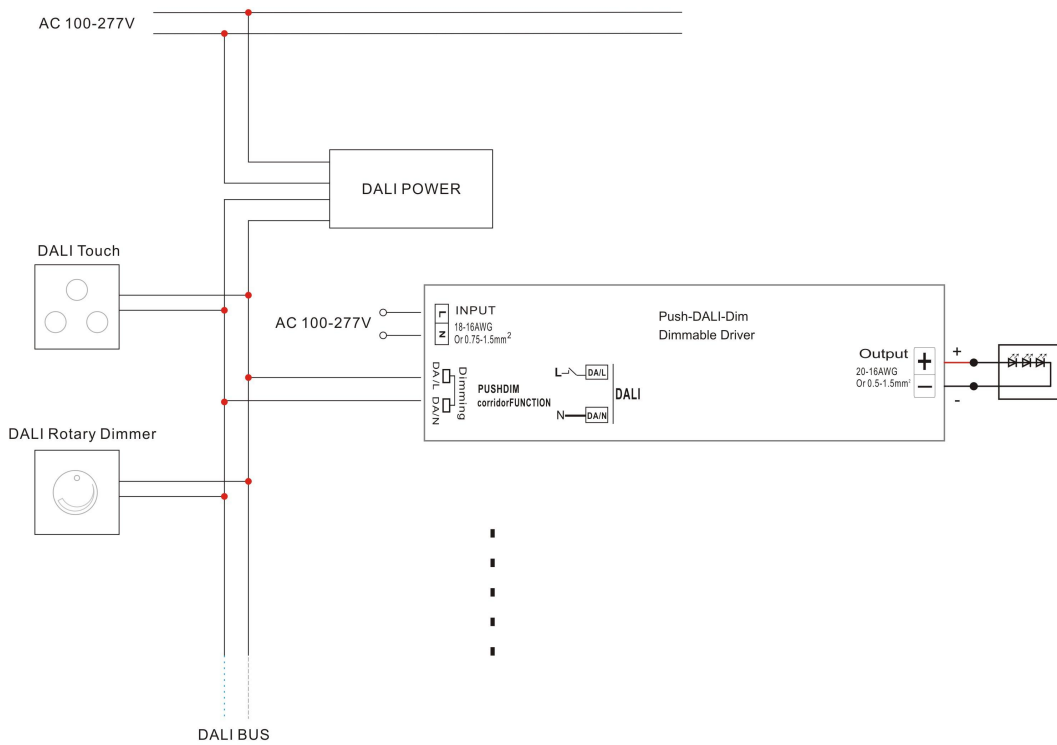 AC 100-277V
DALI POWER
DALI Touch
AC 100-277V
L
N
INPUT
18-16AWG
Or 0.75-1.5mm²
Push-DALI-Dim
Dimmable Driver
Output
20-16AWG
Or 0.5-1.5mm²
+
−
+
-
DA/L
DA/N
Dimming
PUSHDIM
corridorFUNCTION
L
DA/L
DALI
N
DA/N
DALI Rotary Dimmer
DALI BUS